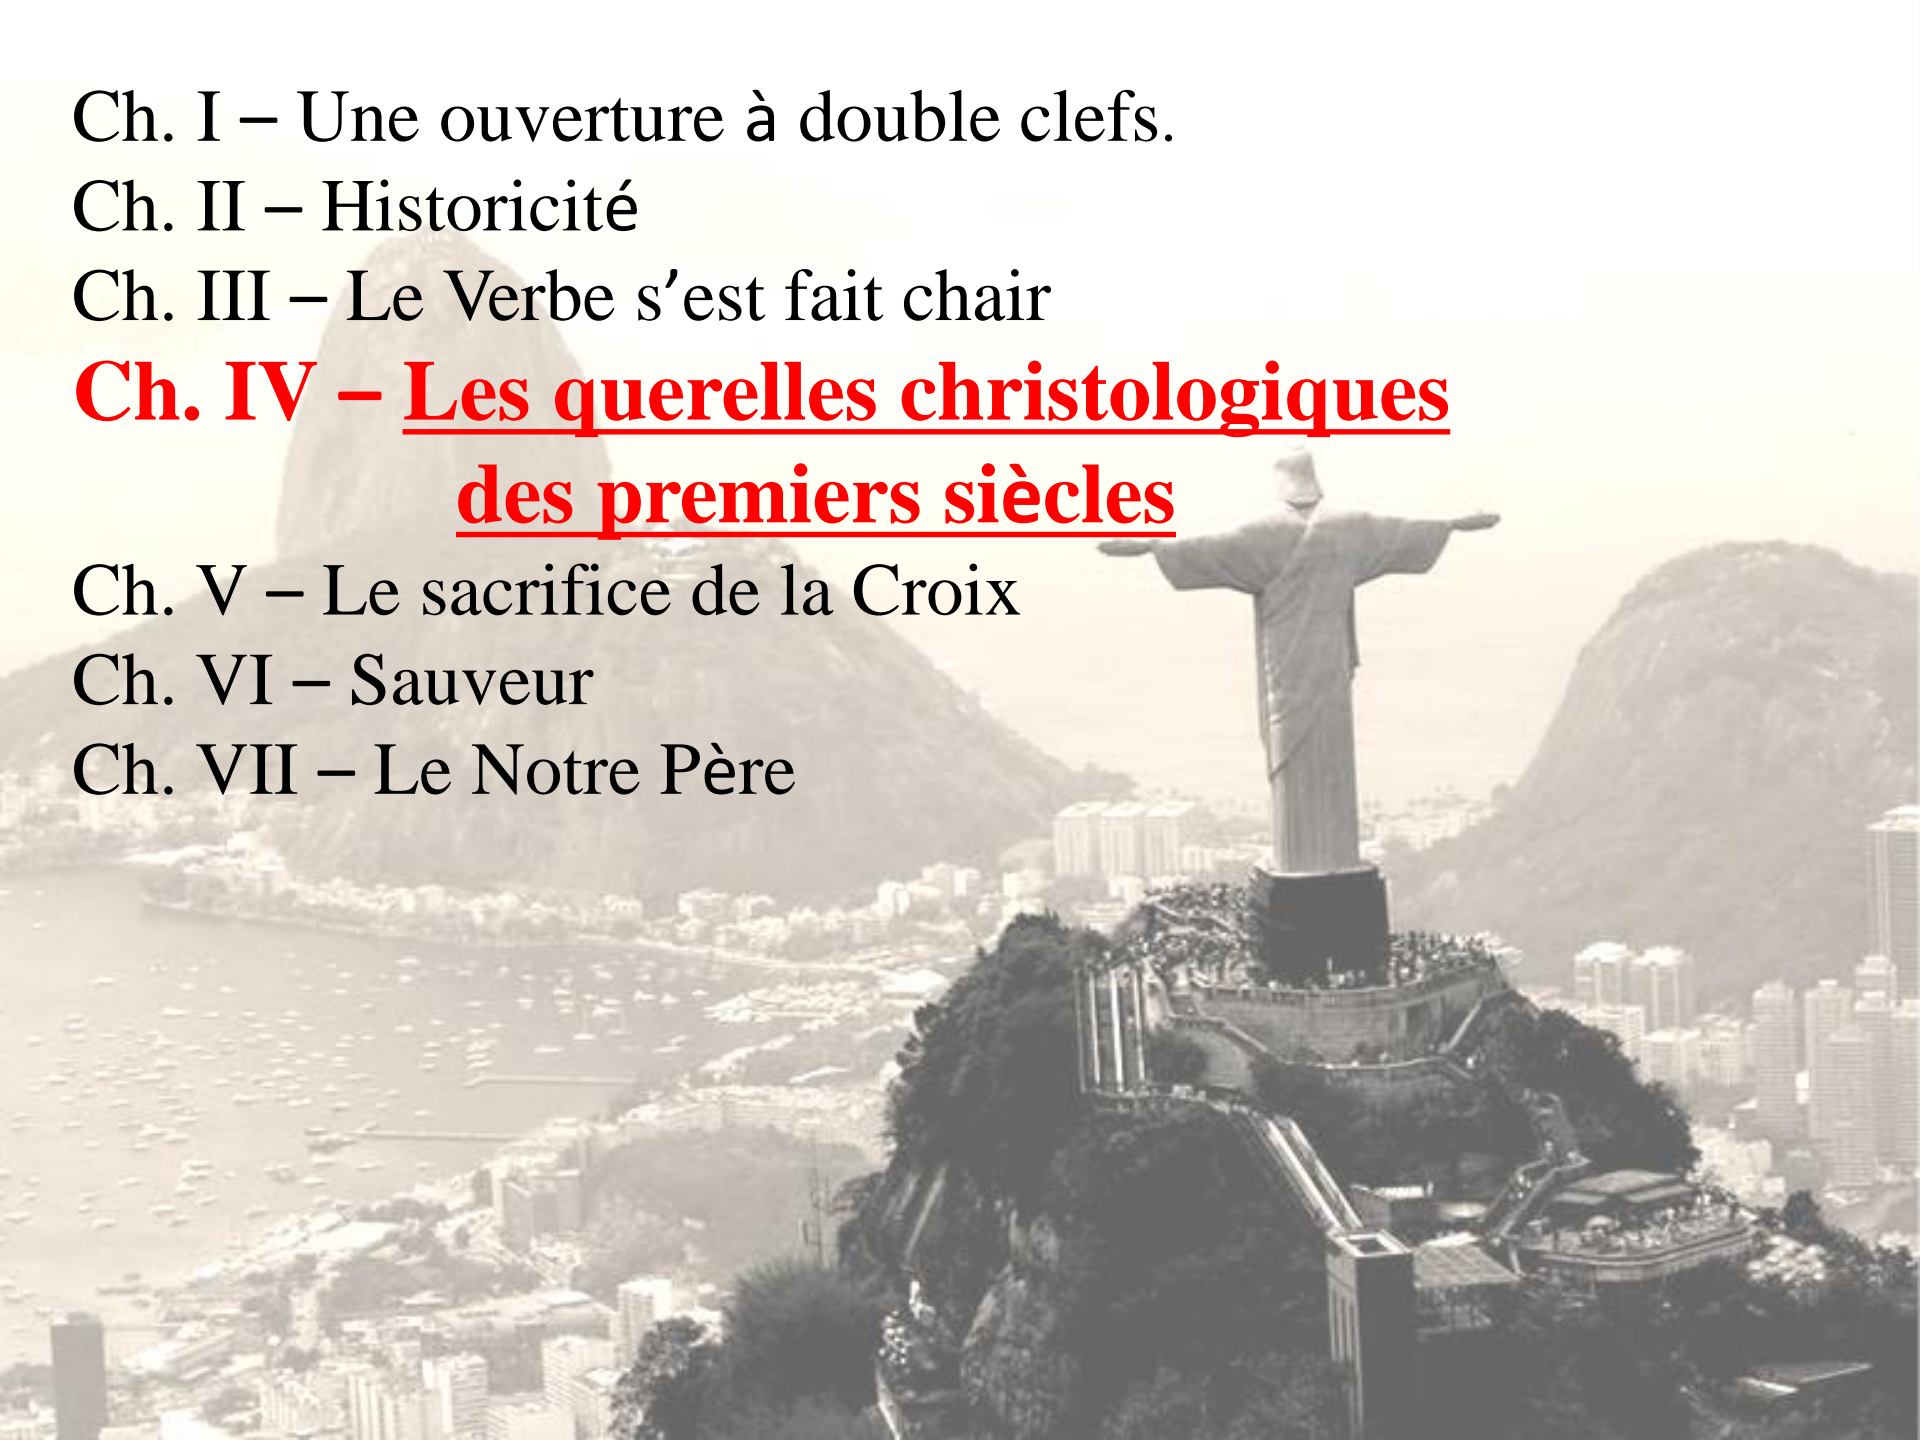 Ch. I – Une ouverture à double clefs.
Ch. II – Historicité
Ch. III – Le Verbe s’est fait chair
Ch. IV – Les querelles christologiques
des premiers siècles
Ch. V – Le sacrifice de la Croix
Ch. VI – Sauveur
Ch. VII – Le Notre Père